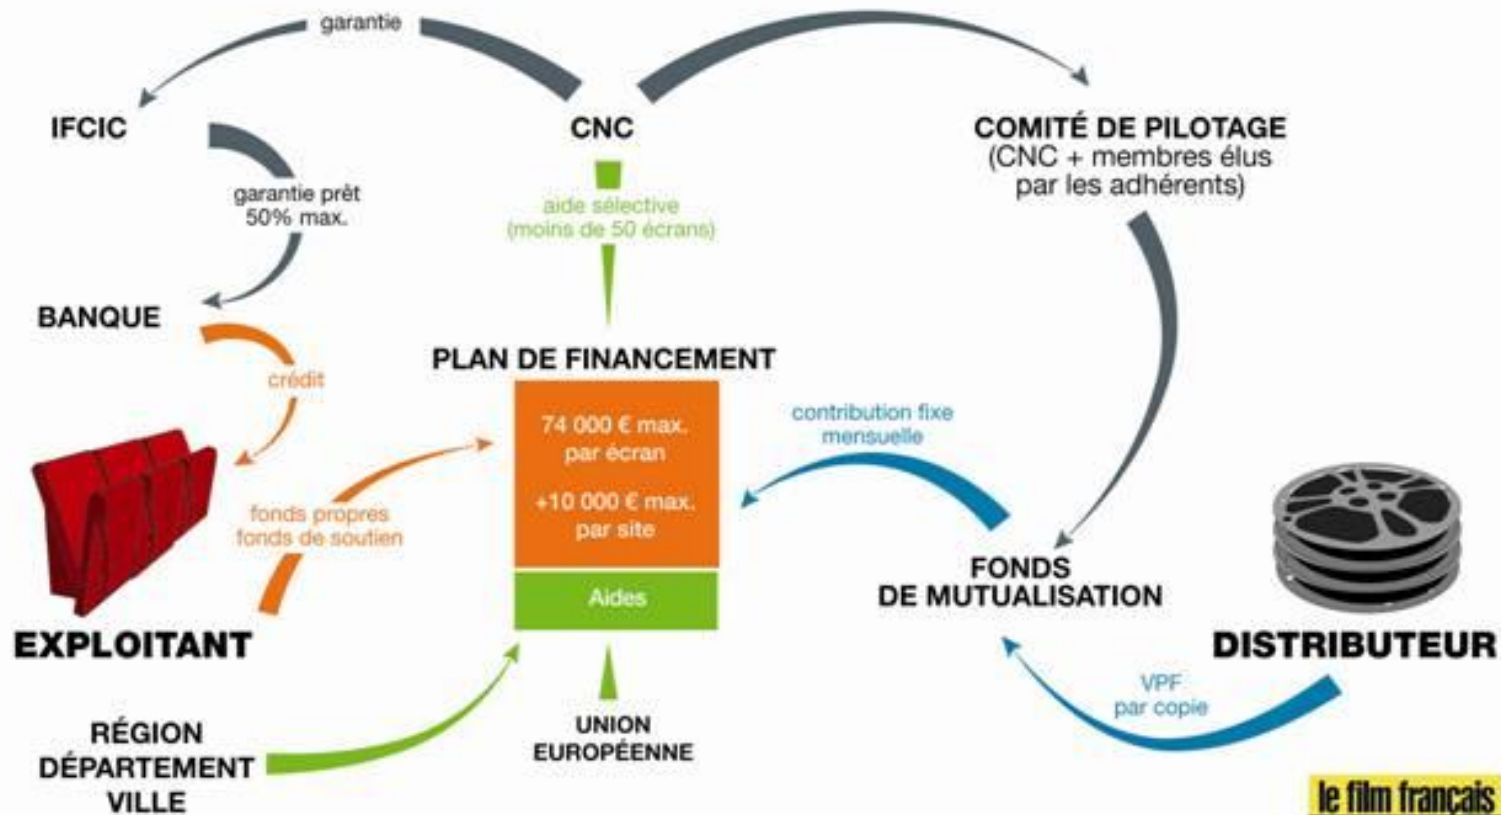 garantie
IFCIC
CNC
COMITÉ DE PILOTAGE
(CNC + membres élus
par les adhérents)
garantie prêt
50% max.
aide sélective
(moins de 50 écrans)
BANQUE
crédit
PLAN DE FINANCEMENT
74 000 € max.
par écran
+10 000 € max.
par site
Aides
contribution fixe
mensuelle
fonds propres
fonds de soutien
FONDS
DE MUTUALISATION
EXPLOITANT
DISTRIBUTEUR
VPF
par copie
RÉGION
DÉPARTEMENT
VILLE
UNION
EUROPÉENNE
le film français